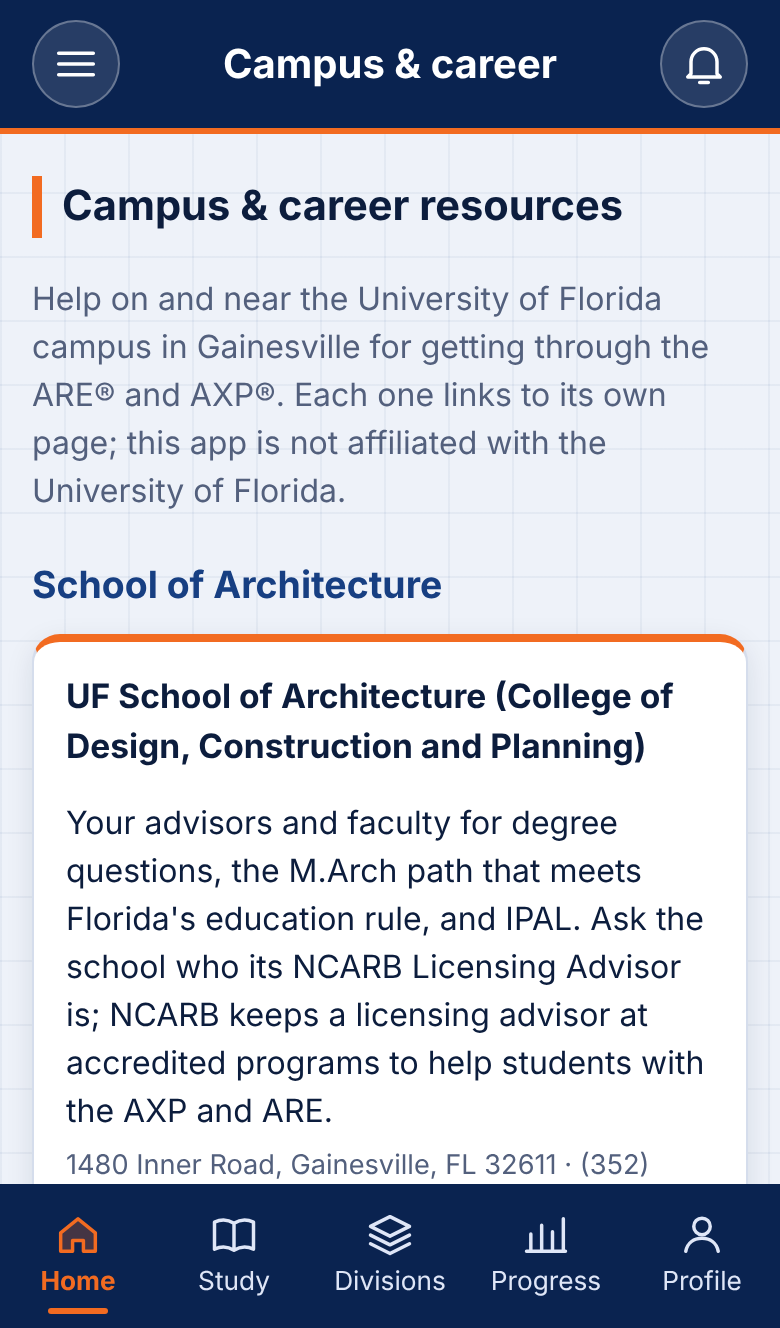 Campus & career
Campus & career resources
Help on and near the University of Florida
campus in Gainesville for getting through the
ARE® and AXP®. Each one links to its own
page; this app is not affiliated with the
University of Florida.
School of Architecture
UF School of Architecture (College of
Design, Construction and Planning)
Your advisors and faculty for degree
questions, the M.Arch path that meets
Florida's education rule, and IPAL. Ask the
school who its NCARB Licensing Advisor
is; NCARB keeps a licensing advisor at
accredited programs to help students with
the AXP and ARE.
1480 Inner Road, Gainesville, FL 32611 · (352)
Home
Study
Divisions
Progress
Profile